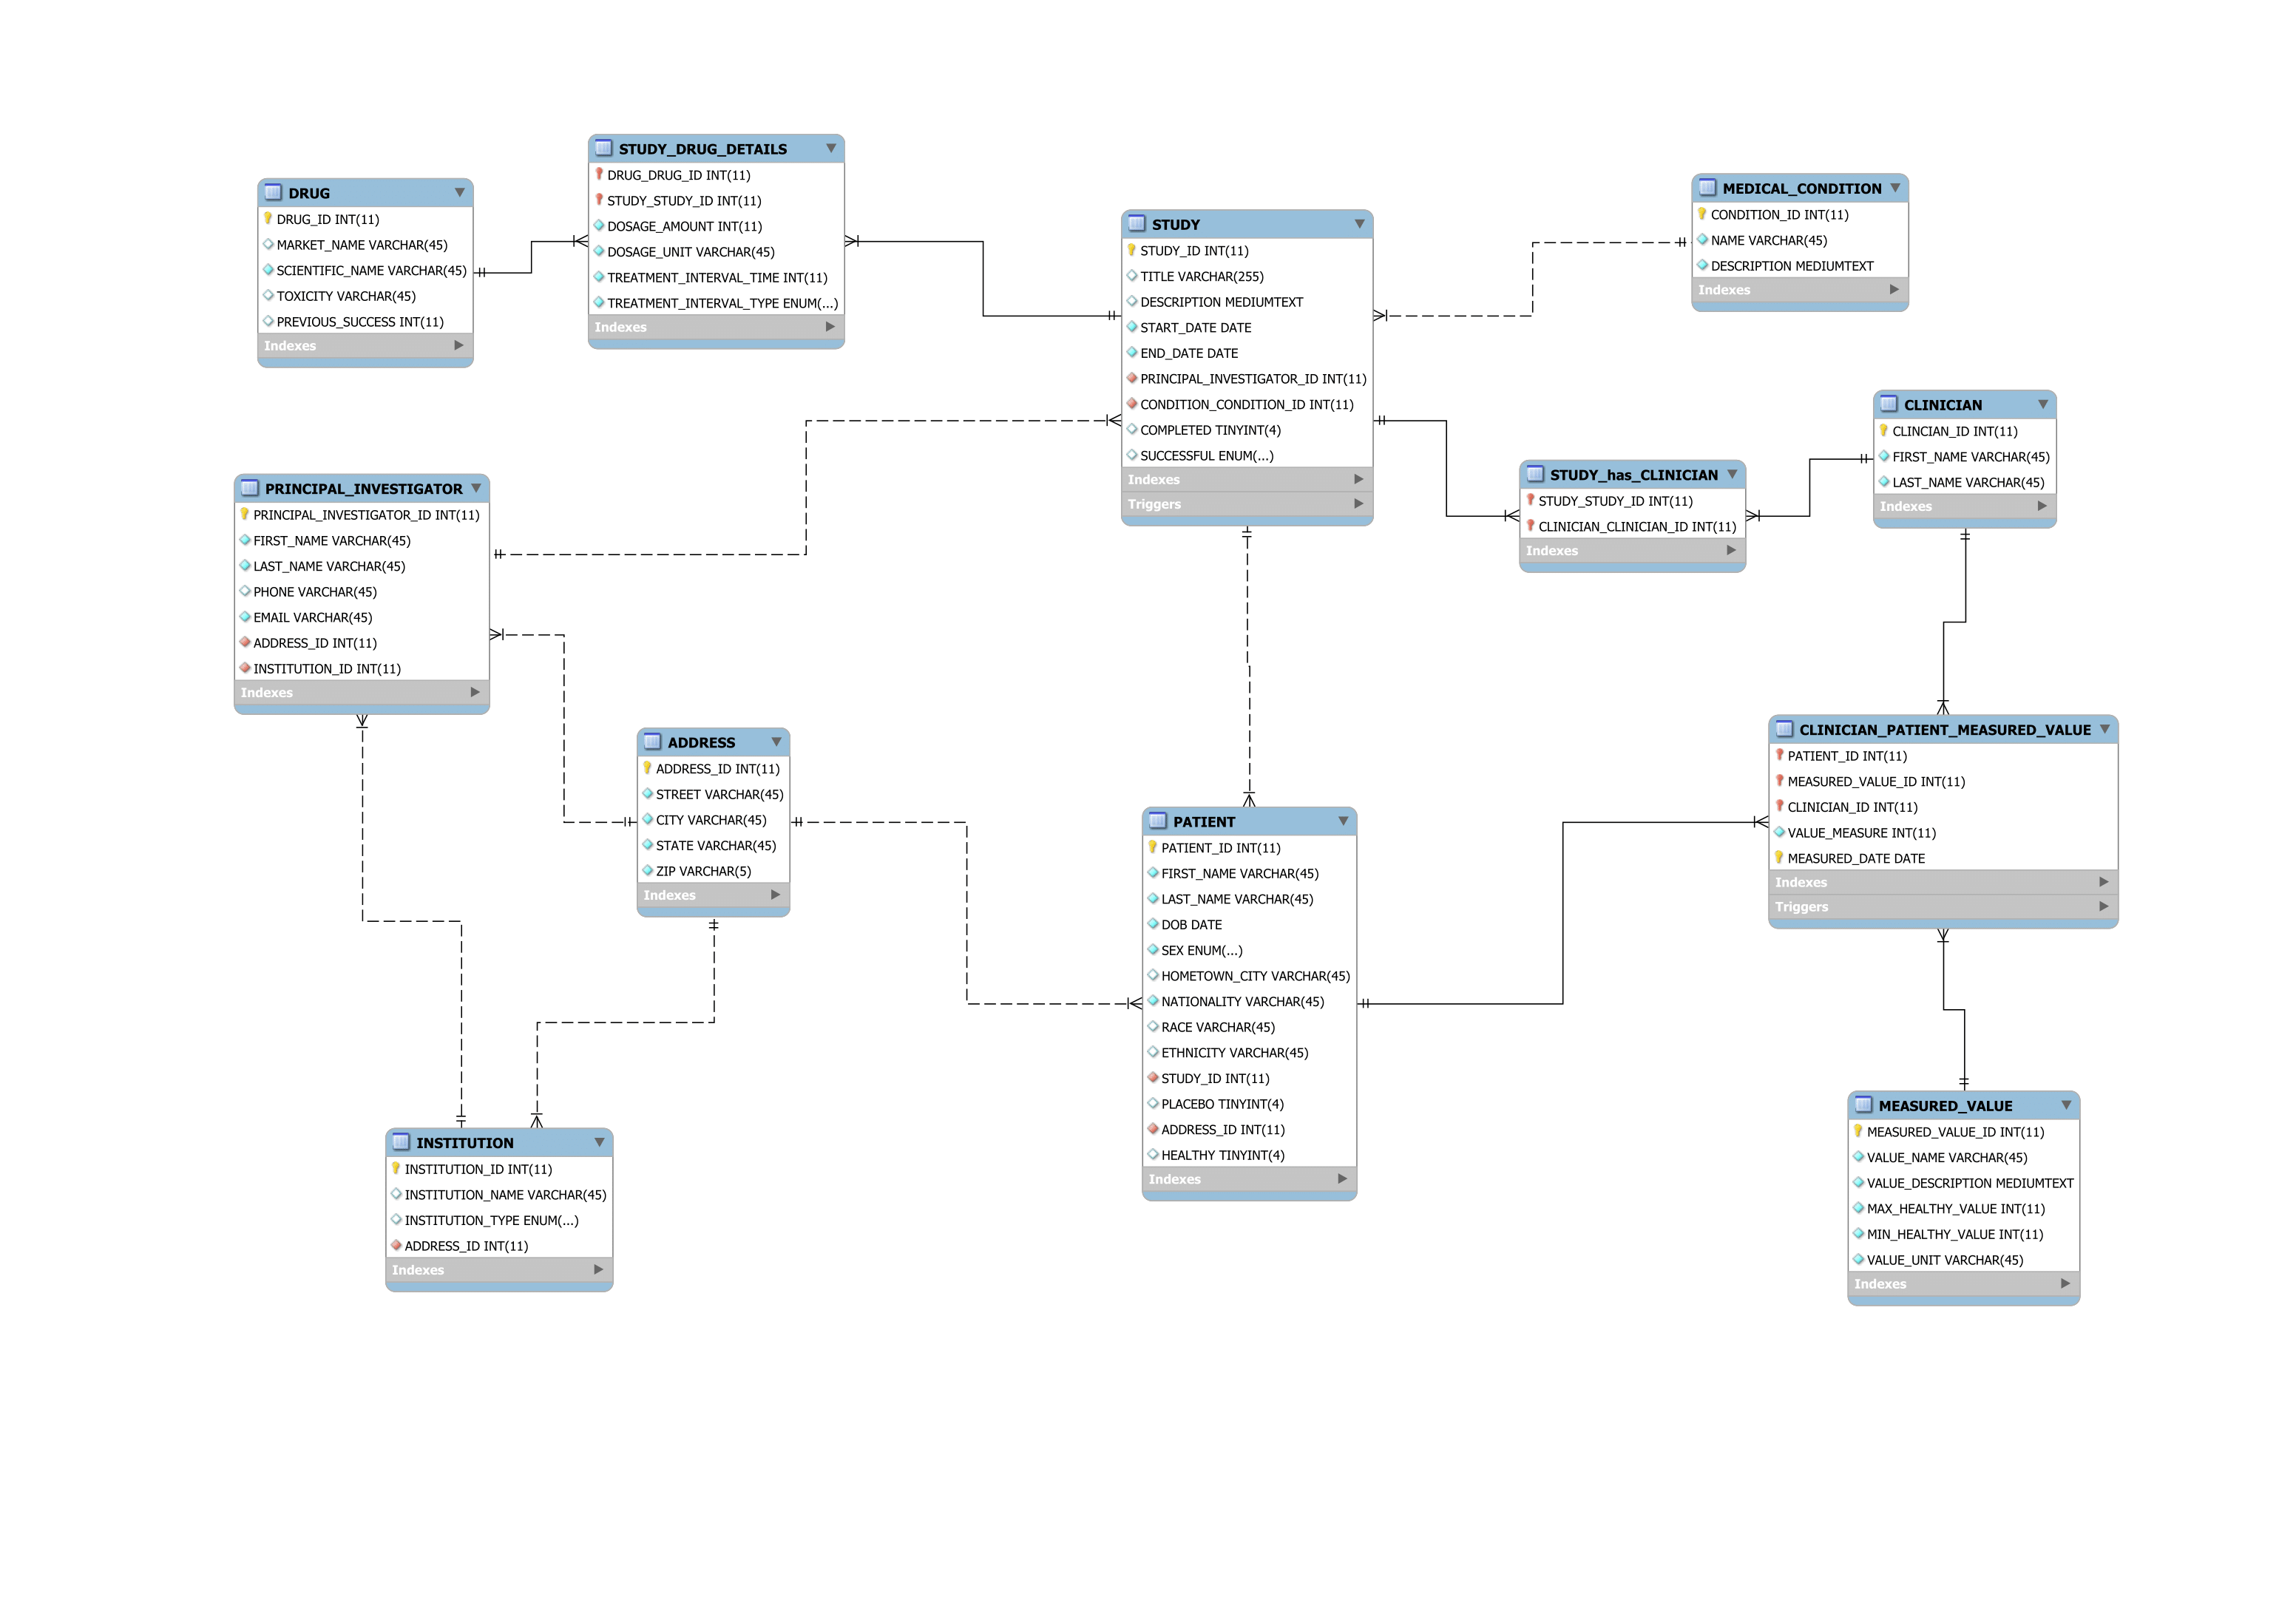 DRUG
DRUG_ID INT(11)
MARKET_NAME VARCHAR(45)
SCIENTIFIC_NAME VARCHAR(45)
TOXICITY VARCHAR(45)
PREVIOUS_SUCCESS INT(11)
Indexes
STUDY_DRUG_DETAILS
DRUG_DRUG_ID INT(11)
STUDY_STUDY_ID INT(11)
DOSAGE_AMOUNT INT(11)
DOSAGE_UNIT VARCHAR(45)
TREATMENT_INTERVAL_TIME INT(11)
TREATMENT_INTERVAL_TYPE ENUM(...)
Indexes
STUDY
STUDY_ID INT(11)
TITLE VARCHAR(255)
DESCRIPTION MEDIUMTEXT
START_DATE DATE
END_DATE DATE
PRINCIPAL_INVESTIGATOR_ID INT(11)
CONDITION_CONDITION_ID INT(11)
COMPLETED TINYINT(4)
SUCCESSFUL ENUM(...)
Indexes
Triggers
MEDICAL_CONDITION
CONDITION_ID INT(11)
NAME VARCHAR(45)
DESCRIPTION MEDIUMTEXT
Indexes
CLINICIAN
CLINCIAN_ID INT(11)
FIRST_NAME VARCHAR(45)
LAST_NAME VARCHAR(45)
Indexes
STUDY_has_CLINICIAN
STUDY_STUDY_ID INT(11)
CLINICIAN_CLINICIAN_ID INT(11)
Indexes
PRINCIPAL_INVESTIGATOR
PRINCIPAL_INVESTIGATOR_ID INT(11)
FIRST_NAME VARCHAR(45)
LAST_NAME VARCHAR(45)
PHONE VARCHAR(45)
EMAIL VARCHAR(45)
ADDRESS_ID INT(11)
INSTITUTION_ID INT(11)
Indexes
ADDRESS
ADDRESS_ID INT(11)
STREET VARCHAR(45)
CITY VARCHAR(45)
STATE VARCHAR(45)
ZIP VARCHAR(5)
Indexes
PATIENT
PATIENT_ID INT(11)
FIRST_NAME VARCHAR(45)
LAST_NAME VARCHAR(45)
DOB DATE
SEX ENUM(...)
HOMETOWN_CITY VARCHAR(45)
NATIONALITY VARCHAR(45)
RACE VARCHAR(45)
ETHNICITY VARCHAR(45)
STUDY_ID INT(11)
PLACEBO TINYINT(4)
ADDRESS_ID INT(11)
HEALTHY TINYINT(4)
Indexes
CLINICIAN_PATIENT_MEASURED_VALUE
PATIENT_ID INT(11)
MEASURED_VALUE_ID INT(11)
CLINICIAN_ID INT(11)
VALUE_MEASURE INT(11)
MEASURED_DATE DATE
Indexes
Triggers
INSTITUTION
INSTITUTION_ID INT(11)
INSTITUTION_NAME VARCHAR(45)
INSTITUTION_TYPE ENUM(...)
ADDRESS_ID INT(11)
Indexes
MEASURED_VALUE
MEASURED_VALUE_ID INT(11)
VALUE_NAME VARCHAR(45)
VALUE_DESCRIPTION MEDIUMTEXT
MAX_HEALTHY_VALUE INT(11)
MIN_HEALTHY_VALUE INT(11)
VALUE_UNIT VARCHAR(45)
Indexes